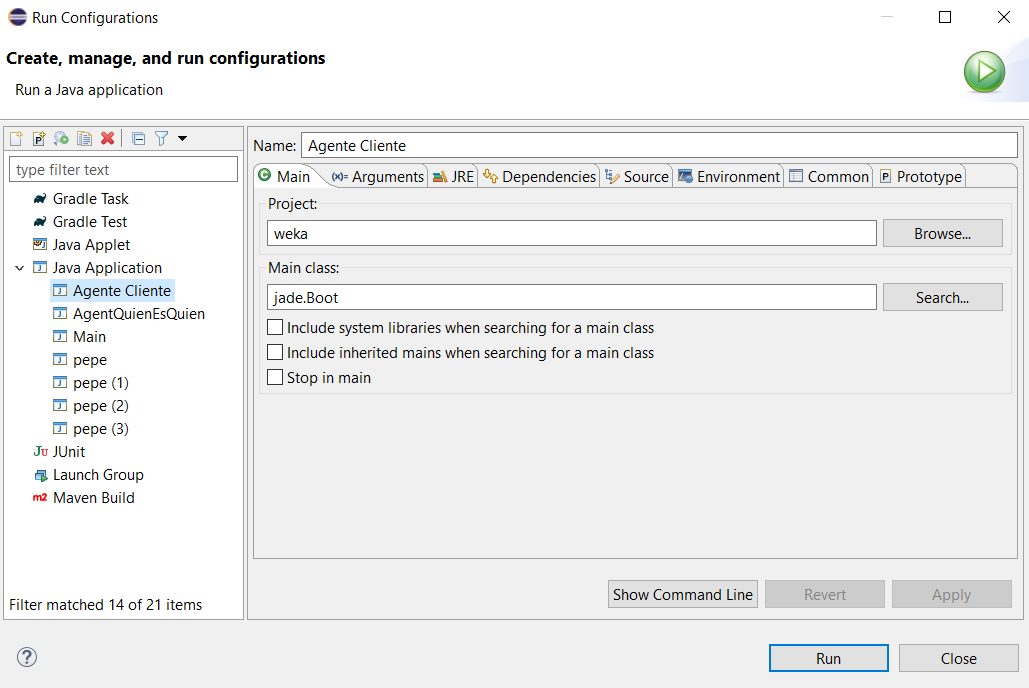 Run Configurations
Create, manage, and run configurations
Run a Java application
type filter text
Gradle Task
Gradle Test
Java Applet
Java Application
Agente Cliente
AgentQuienEsQuien
Main
pepe
pepe (1)
pepe (2)
pepe (3)
JU JUnit
Launch Group
m2 Maven Build
Filter matched 14 of 21 items
Name: Agente Cliente
Main (x)= Arguments JRE Dependencies Source Environment Common P Prototype
Project:
weka Browse...
Main class:
jade.Boot Search...
Include system libraries when searching for a main class
Include inherited mains when searching for a main class
Stop in main
Show Command Line Revert Apply
? Run Close